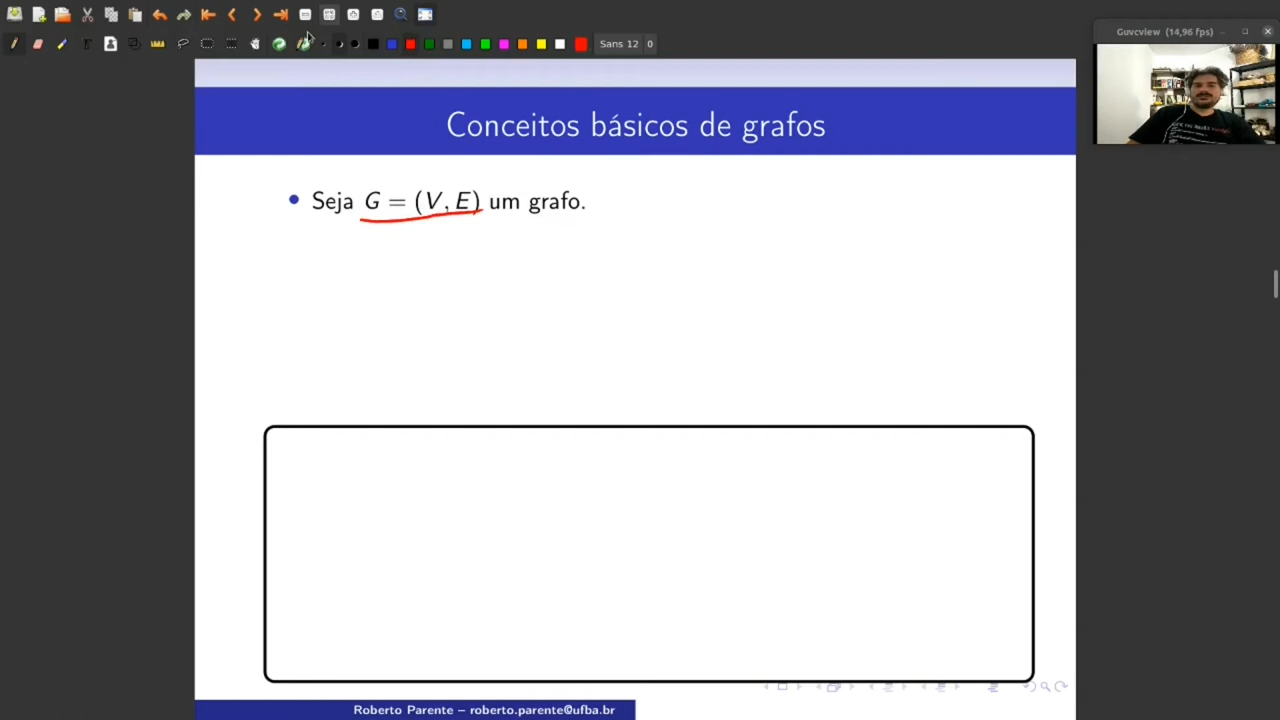 Guvcview (14,96 fps)
Sans 12 0
Conceitos básicos de grafos
Seja G = (V, E) um grafo.
Roberto Parente – roberto.parente@ufba.br